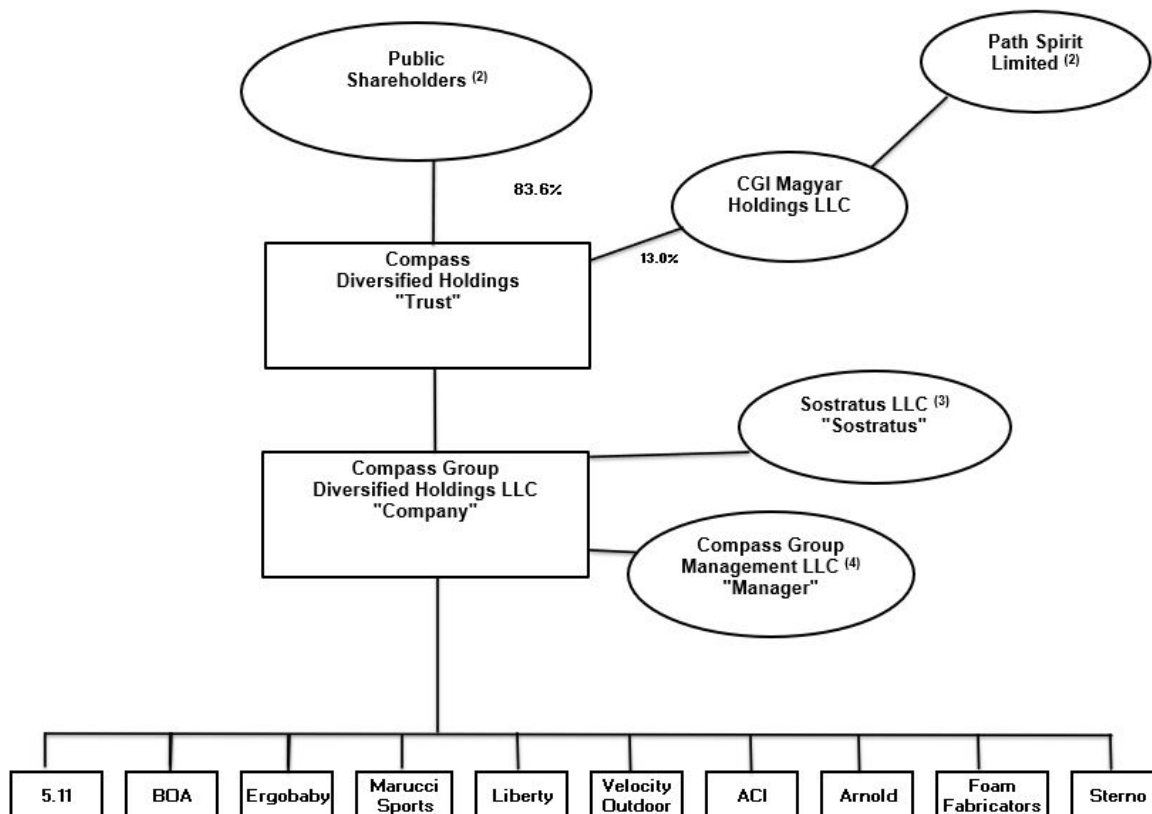 Public
Shareholders (2)
Path Spirit
Limited (2)
83.6%
CGI Magyar
Holdings LLC
13.0%
Compass
Diversified Holdings
"Trust"
Sostratus LLC (3)
"Sostratus"
Compass Group
Diversified Holdings LLC
"Company"
Compass Group
Management LLC (4)
"Manager"
5.11
BOA
Ergobaby
Marucci
Sports
Liberty
Velocity
Outdoor
ACI
Arnold
Foam
Fabricators
Sterno